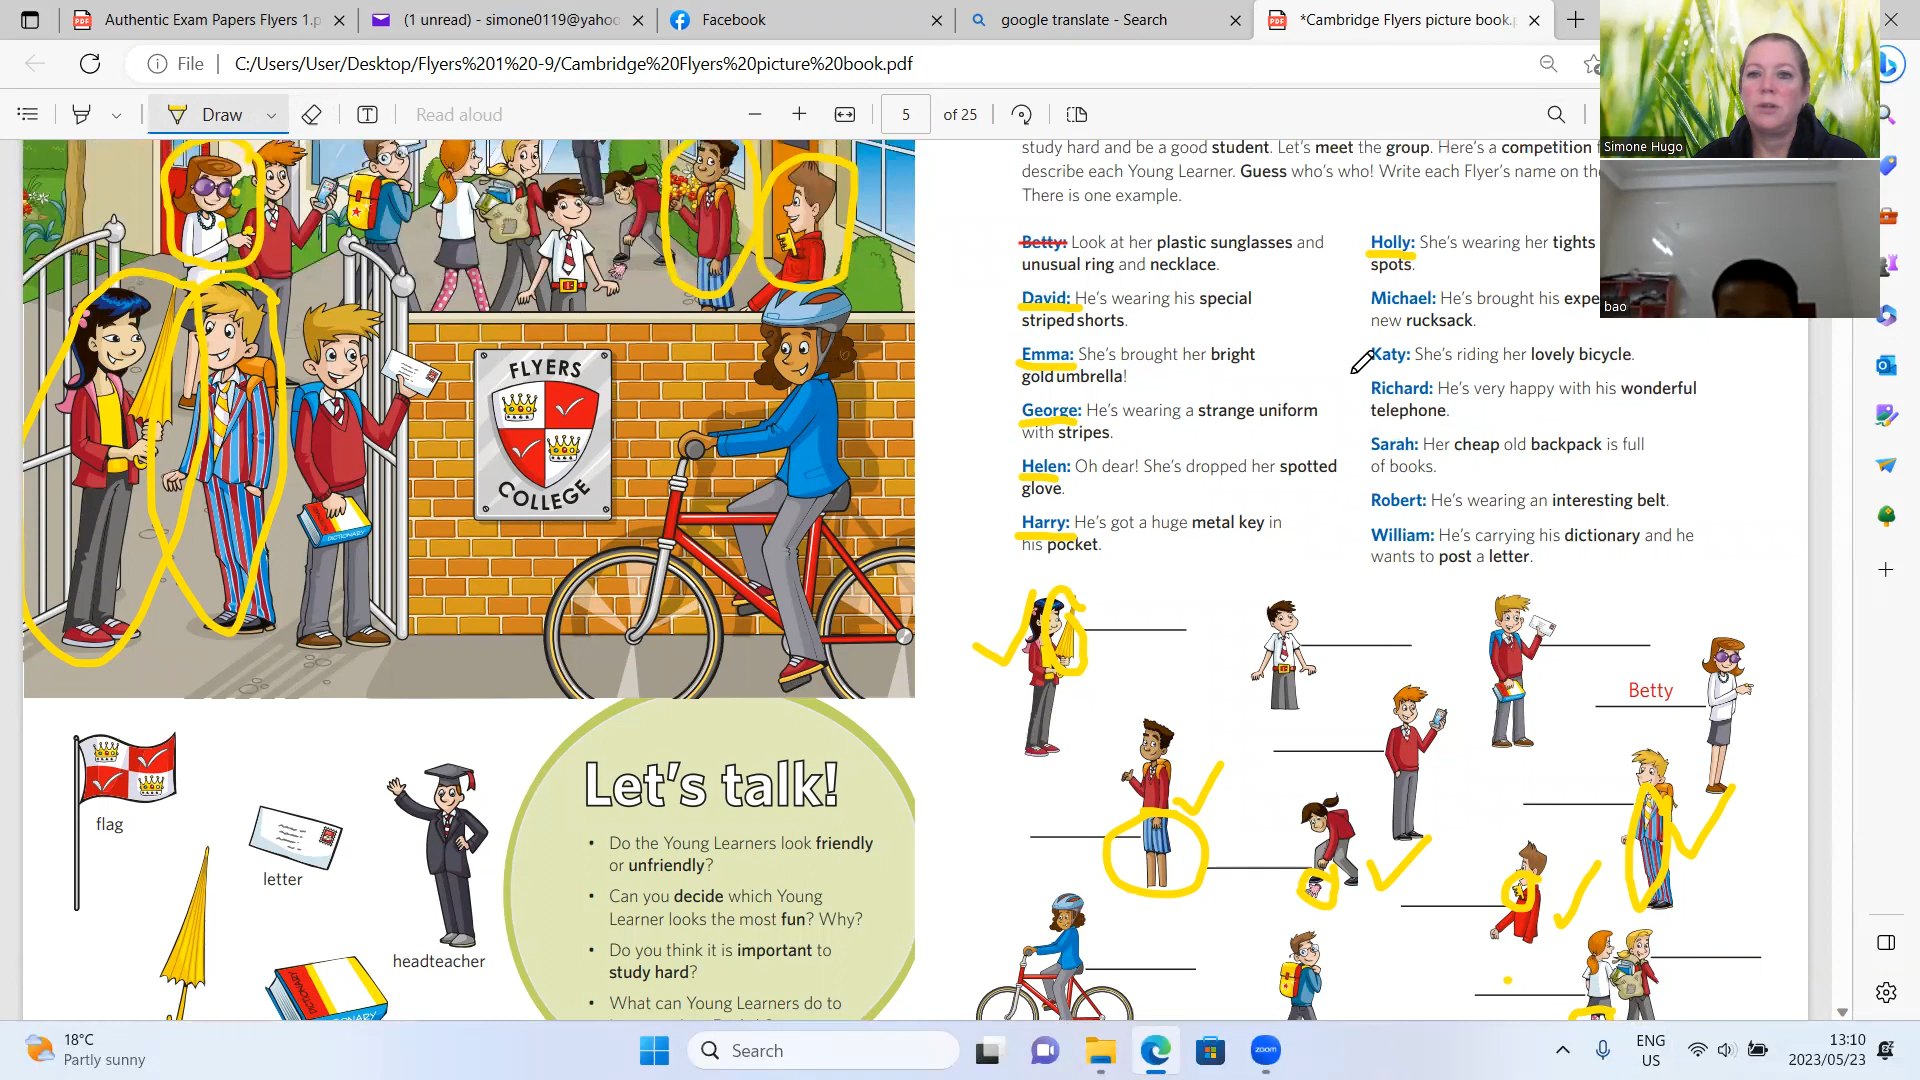 Authentic Exam Papers Flyers 1.p
(1 unread) - simone0119@yahoo
Facebook
google translate - Search
*Cambridge Flyers picture book.p
File
C:/Users/User/Desktop/Flyers%201%20-9/Cambridge%20Flyers%20picture%20book.pdf
Draw
Read aloud
5
of 25
Simone Hugo
bao
study hard and be a good student. Let's meet the group. Here's a competition
describe each Young Learner. Guess who's who! Write each Flyer's name on the
There is one example.
Betty: Look at her plastic sunglasses and
unusual ring and necklace.
David: He's wearing his special
striped shorts.
Emma: She's brought her bright
gold umbrella!
George: He's wearing a strange uniform
with stripes.
Helen: Oh dear! She's dropped her spotted
glove.
Harry: He's got a huge metal key in
his pocket.
Holly: She's wearing her tights
spots.
Michael: He's brought his expe
new rucksack.
Katy: She's riding her lovely bicycle.
Richard: He's very happy with his wonderful
telephone.
Sarah: Her cheap old backpack is full
of books.
Robert: He's wearing an interesting belt.
William: He's carrying his dictionary and he
wants to post a letter.
Betty
FLYERS
COLLEGE
DICTIONARY
flag
letter
headteacher
DICTIONARY
Let's talk!
• Do the Young Learners look friendly
or unfriendly?
• Can you decide which Young
Learner looks the most fun? Why?
• Do you think it is important to
study hard?
• What can Young Learners do to
18°C
Partly sunny
Search
zoom
ENG
US
13:10
2023/05/23